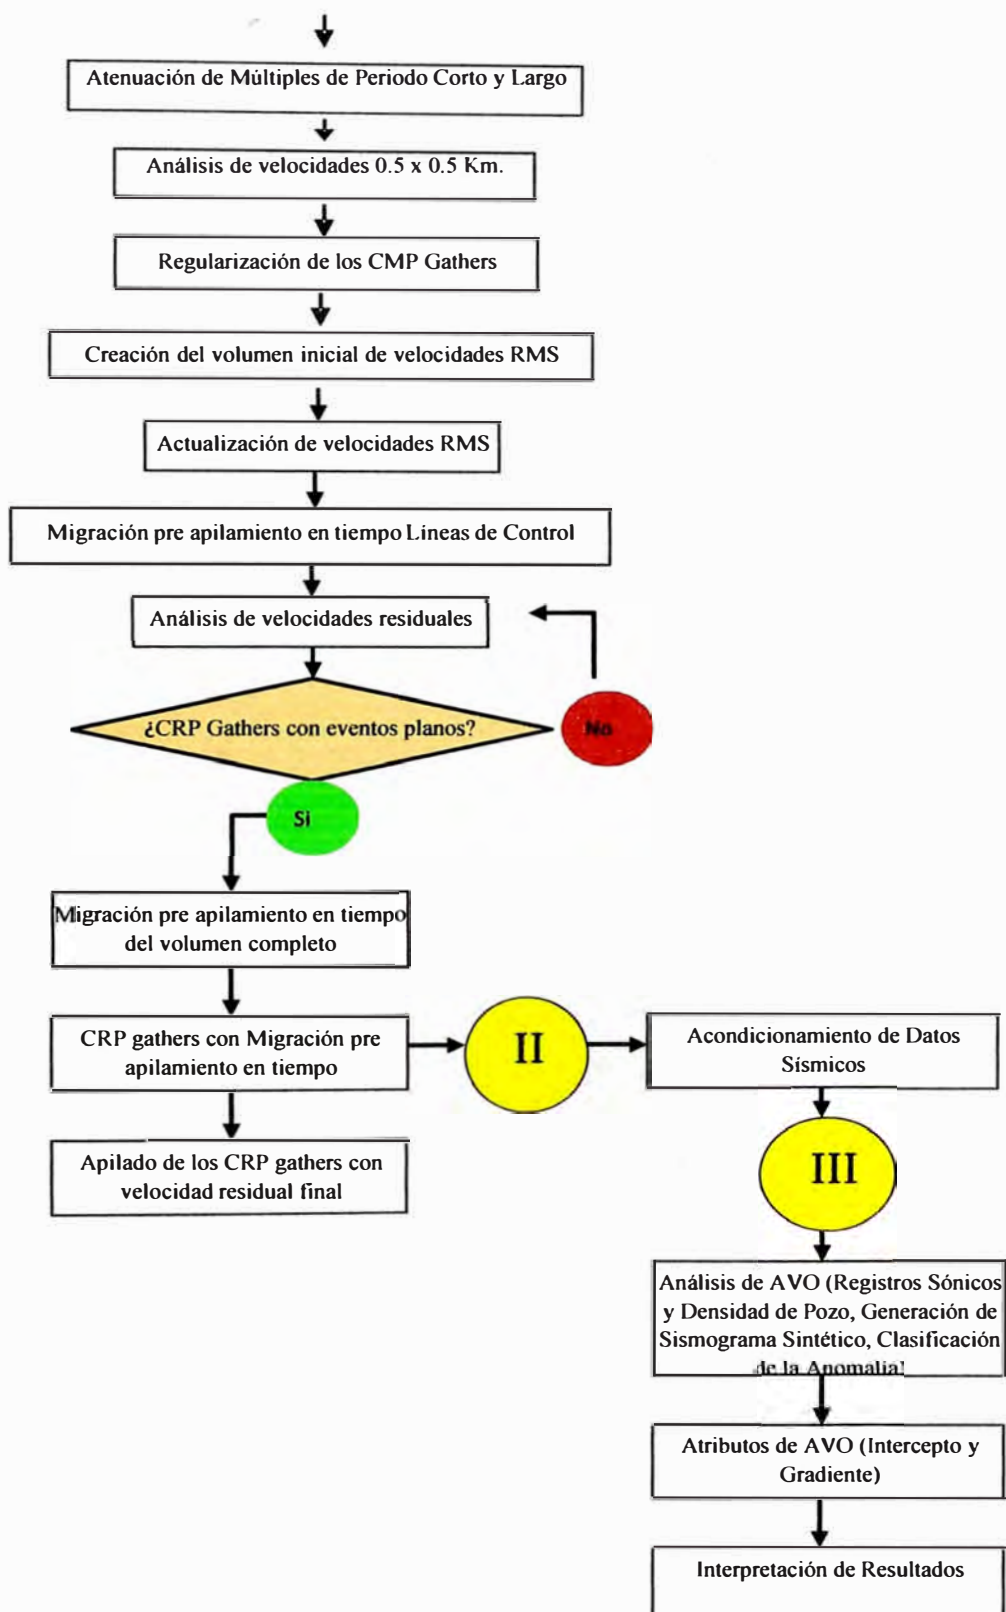 Atenuación de Múltiples de Periodo Corto y Largo
Análisis de velocidades 0.5 x 0.5 Km.
Regularización de los CMP Gathers
Creación del volumen inicial de velocidades RMS
Actualización de velocidades RMS
Migración pre apilamiento en tiempo Líneas de Control
Análisis de velocidades residuales
¿CRP Gathers con eventos planos?
No
Si
Migración pre apilamiento en tiempo
del volumen completo
CRP gathers con Migración pre
apilamiento en tiempo
II
Acondicionamiento de Datos
Sísmicos
III
Apilado de los CRP gathers con
velocidad residual final
Análisis de AVO (Registros Sónicos
y Densidad de Pozo, Generación de
Sismograma Sintético, Clasificación
de la Anomalia)
Atributos de AVO (Intercepto y
Gradiente)
Interpretación de Resultados